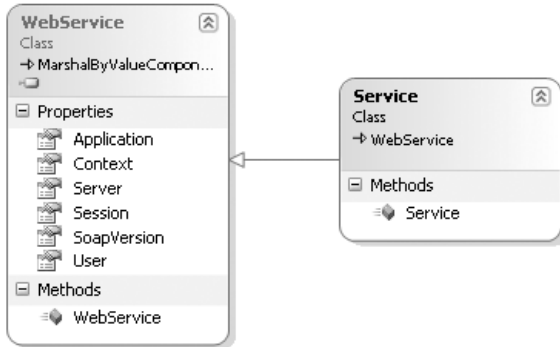 WebService
Class
MarshalByValueCompon...
Properties
Application
Context
Server
Session
SoapVersion
User
Methods
WebService
Service
Class
WebService
Methods
Service